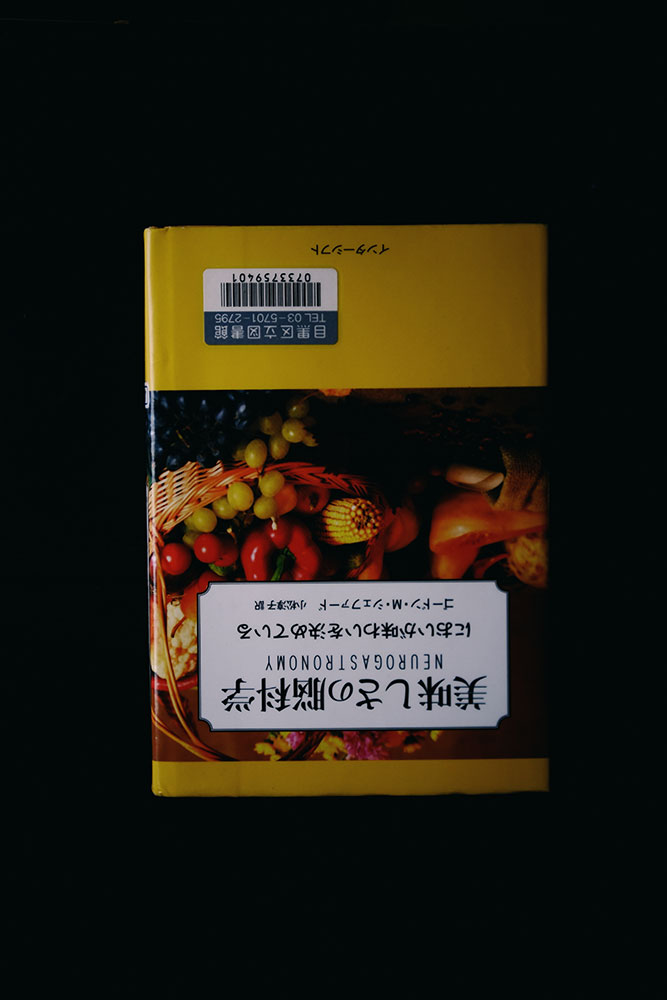 美味しさの脳科学
NEUROGASTRONOMY
においが味わいを決めている
ゴードン・M・シェファード 小松淳子 訳
目黒区立図書館
TEL 03-5701-2795
0733759401
インターシフト